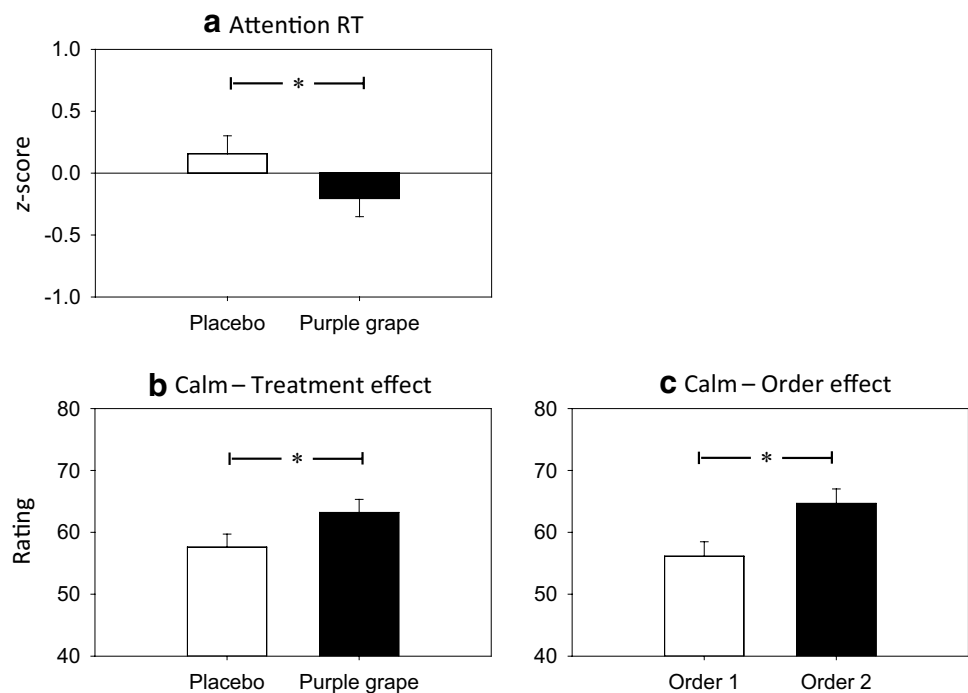 a Attention RT
1.0
0.5
0.0
-0.5
-1.0
z-score
*
Placebo Purple grape
b Calm – Treatment effect
80
70
60
50
40
Rating
*
Placebo Purple grape
c Calm – Order effect
80
70
60
50
40
*
Order 1 Order 2